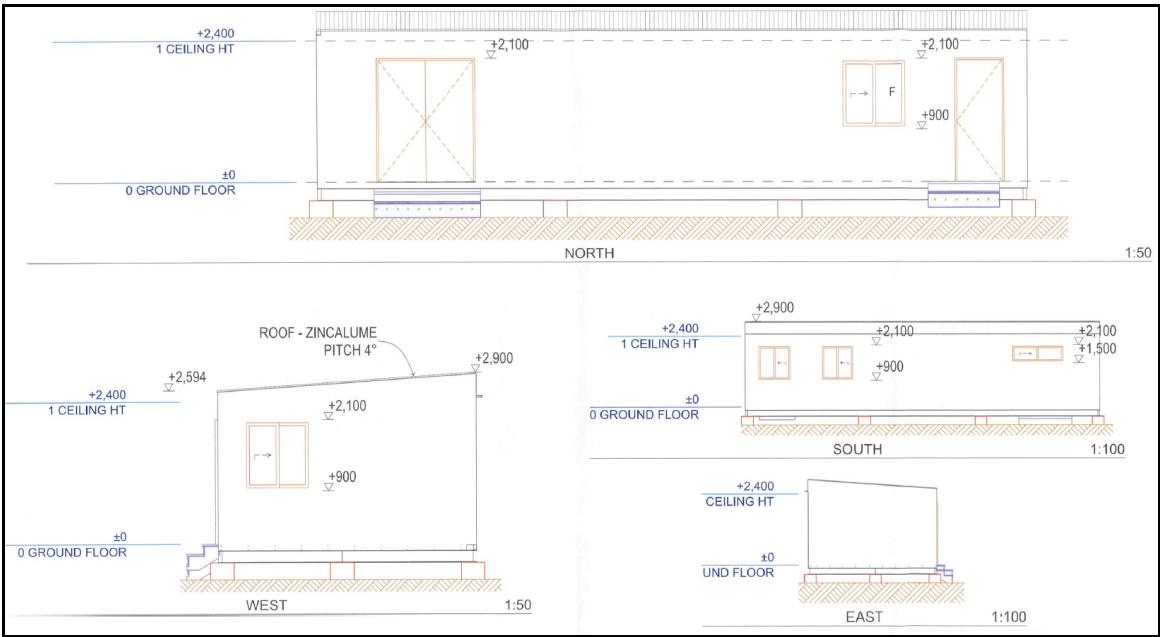 +2,400
1 CEILING HT
+2,100
+2,100
F
+900
±0
0 GROUND FLOOR
NORTH
1:50
ROOF - ZINCALUME
PITCH 4°
+2,594
+2,900
+2,400
1 CEILING HT
+2,100
+900
±0
0 GROUND FLOOR
WEST
1:50
+2,900
+2,400
1 CEILING HT
+2,100
+2,100
+1,500
+900
±0
0 GROUND FLOOR
SOUTH
1:100
+2,400
CEILING HT
±0
UND FLOOR
EAST
1:100